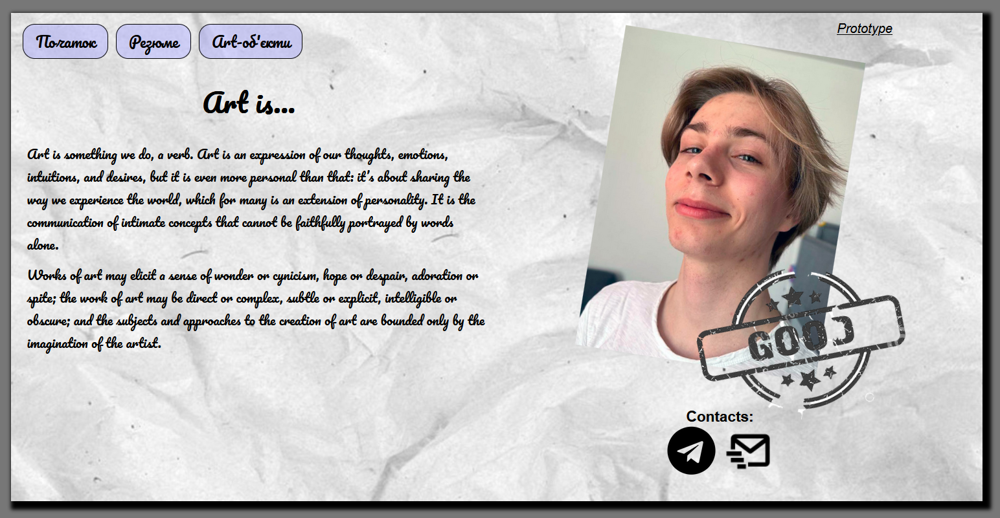 Початок Резюме Art-об'єкти
Prototype
Art is...
Art is something we do, a verb. Art is an expression of our thoughts, emotions,
intuitions, and desires, but it is even more personal than that: it's about sharing the
way we experience the world, which for many is an extension of personality. It is the
communication of intimate concepts that cannot be faithfully portrayed by words
alone.
Works of art may elicit a sense of wonder or cynicism, hope or despair, adoration or
spite; the work of art may be direct or complex, subtle or explicit, intelligible or
obscure; and the subjects and approaches to the creation of art are bounded only by the
imagination of the artist.
GOOD
Contacts: